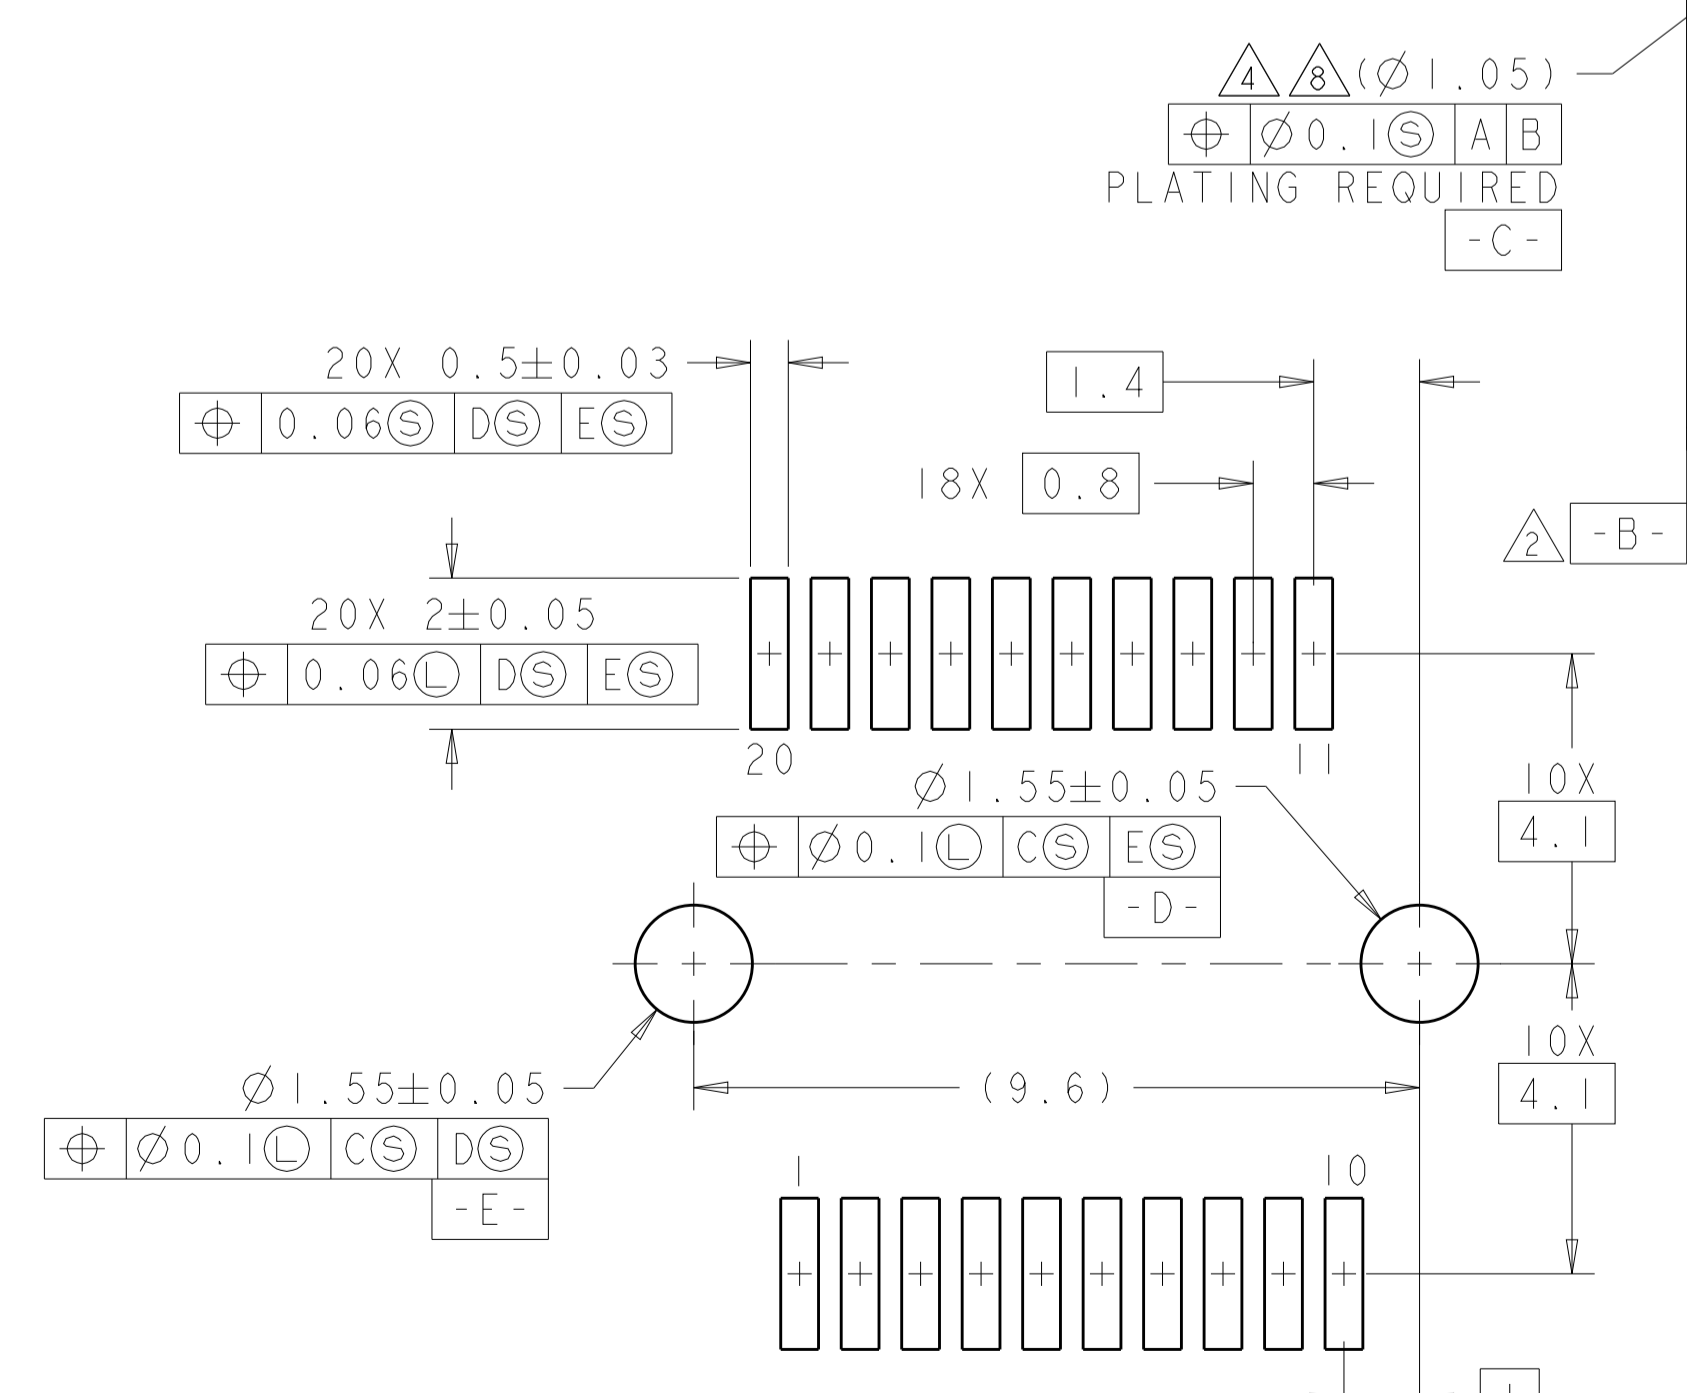 4 8 (Ø1.05)
⌖ Ø0.1Ⓢ A B
PLATING REQUIRED
-C-
20X 0.5±0.03
⌖ 0.06Ⓢ DⓈ EⓈ
1.4
18X 0.8
2 -B-
20X 2±0.05
⌖ 0.06Ⓛ DⓈ EⓈ
20 11
Ø1.55±0.05
⌖ Ø0.1Ⓛ CⓈ EⓈ
-D-
10X
4.1
10X
4.1
(9.6)
Ø1.55±0.05
⌖ Ø0.1Ⓛ CⓈ DⓈ
-E-
1 10